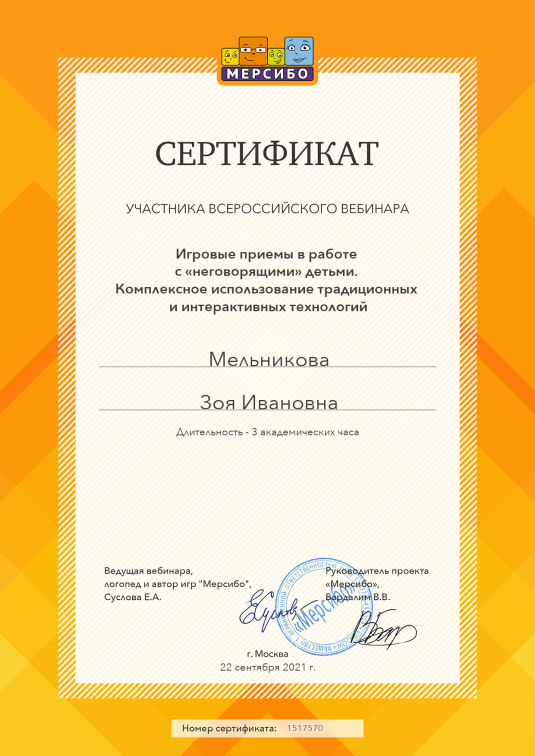 МЕРСИБО
СЕРТИФИКАТ
УЧАСТНИКА ВСЕРОССИЙСКОГО ВЕБИНАРА
Игровые приемы в работе
с «неговорящими» детьми.
Комплексное использование традиционных
и интерактивных технологий
Мельникова
Зоя Ивановна
Длительность - 3 академических часа
Ведущая вебинара,
логопед и автор игр "Мерсибо",
Суслова Е.А.
Руководитель проекта
«Мерсибо»,
Вардалим В.В.
«Мерсибо»
г. Москва
22 сентября 2021 г.
Номер сертификата: 1517570